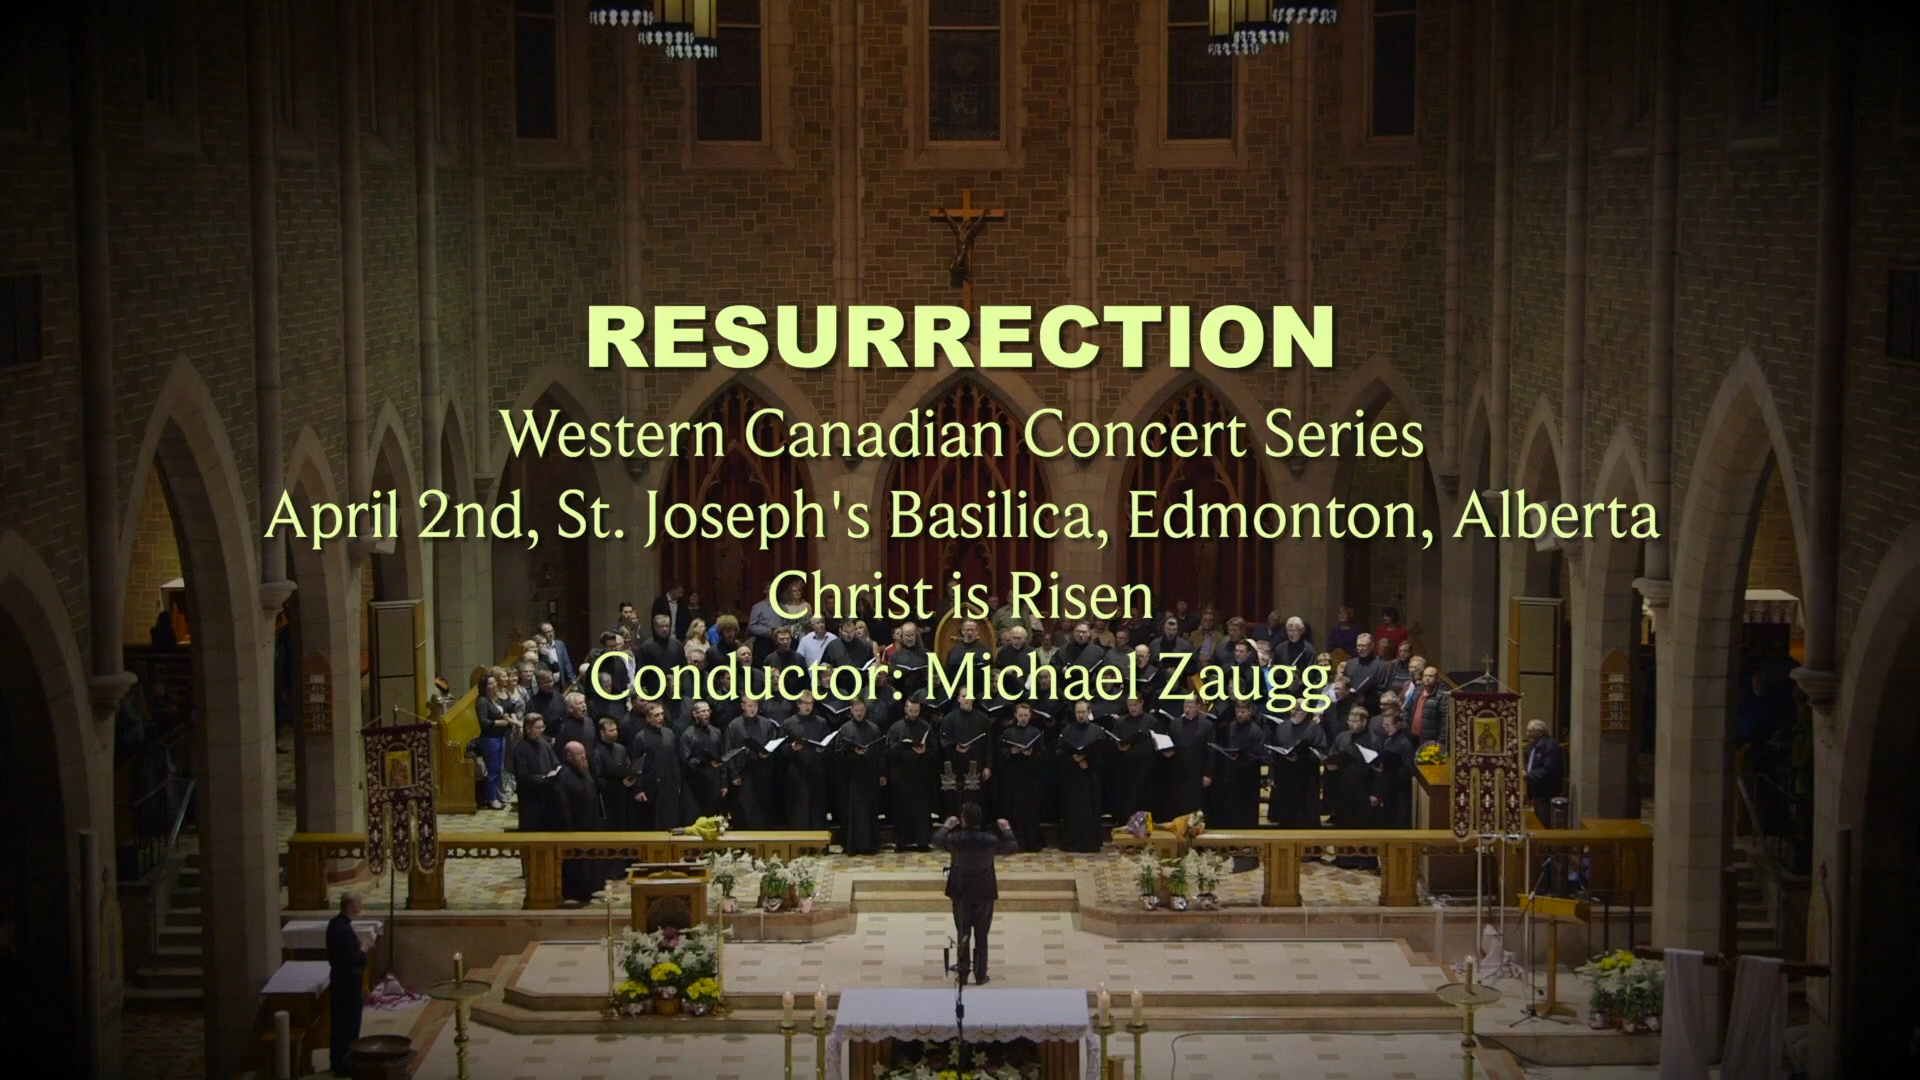 RESURRECTION
Western Canadian Concert Series
April 2nd, St. Joseph's Basilica, Edmonton, Alberta
Christ is Risen
Conductor: Michael Zaugg